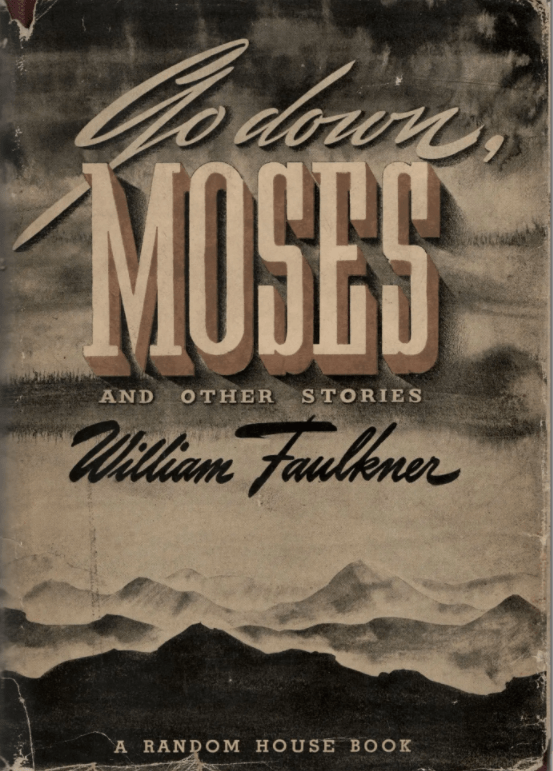 Go down,
MOSES
AND OTHER STORIES
William Faulkner
A RANDOM HOUSE BOOK